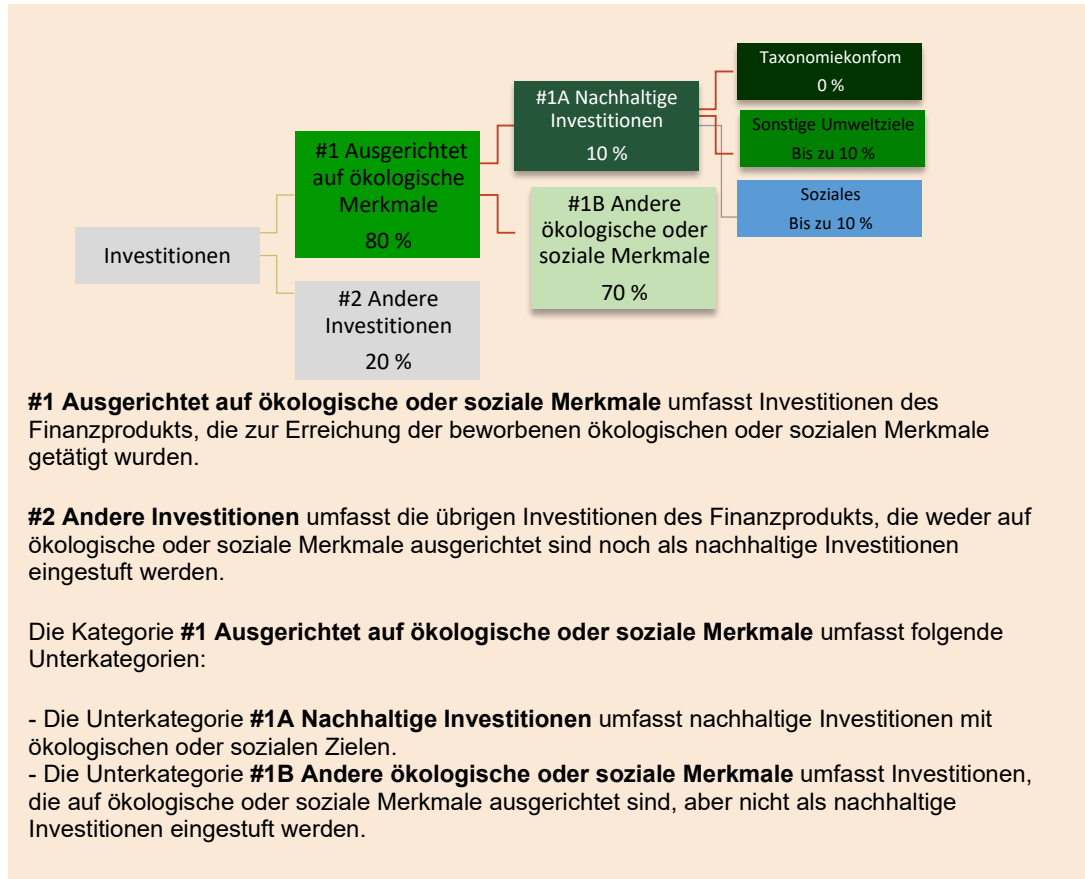 Investitionen
#1 Ausgerichtet
auf ökologische
Merkmale
80 %
#2 Andere
Investitionen
20 %
#1A Nachhaltige
Investitionen
10 %
#1B Andere
ökologische oder
soziale Merkmale
70 %
Taxonomiekonfom
0 %
Sonstige Umweltziele
Bis zu 10 %
Soziales
Bis zu 10 %
#1 Ausgerichtet auf ökologische oder soziale Merkmale umfasst Investitionen des
Finanzprodukts, die zur Erreichung der beworbenen ökologischen oder sozialen Merkmale
getätigt wurden.
#2 Andere Investitionen umfasst die übrigen Investitionen des Finanzprodukts, die weder auf
ökologische oder soziale Merkmale ausgerichtet sind noch als nachhaltige Investitionen
eingestuft werden.
Die Kategorie #1 Ausgerichtet auf ökologische oder soziale Merkmale umfasst folgende
Unterkategorien:
- Die Unterkategorie #1A Nachhaltige Investitionen umfasst nachhaltige Investitionen mit
ökologischen oder sozialen Zielen.
- Die Unterkategorie #1B Andere ökologische oder soziale Merkmale umfasst Investitionen,
die auf ökologische oder soziale Merkmale ausgerichtet sind, aber nicht als nachhaltige
Investitionen eingestuft werden.